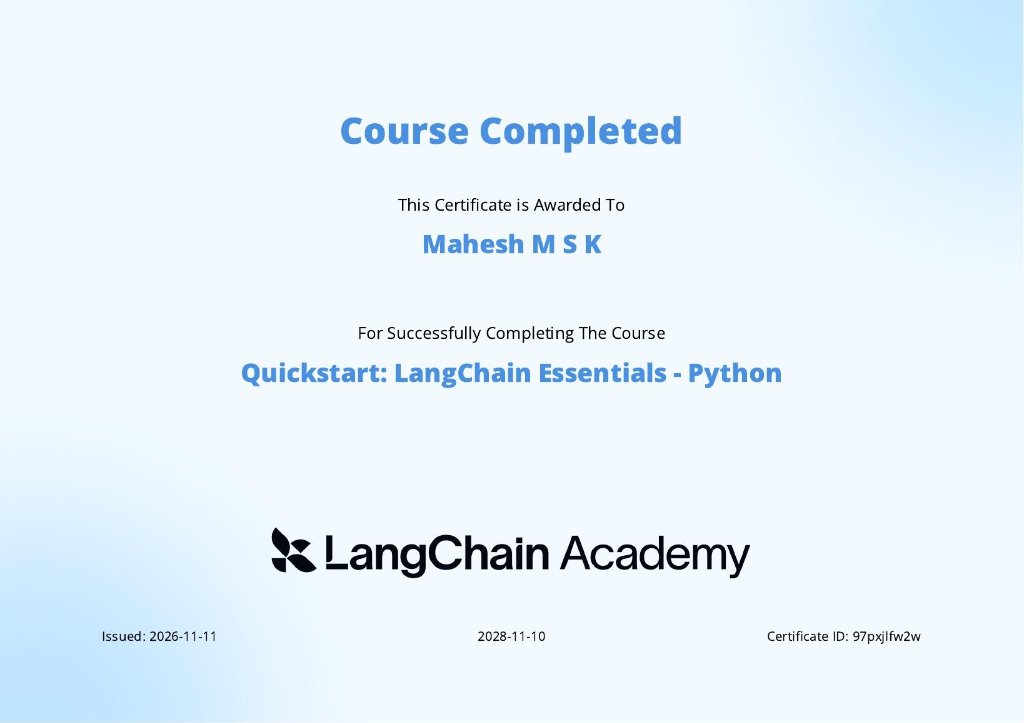 Course Completed
This Certificate is Awarded To
Mahesh M S K
For Successfully Completing The Course
Quickstart: LangChain Essentials - Python
LangChain Academy
Issued: 2026-11-11
2028-11-10
Certificate ID: 97pxjlfw2w